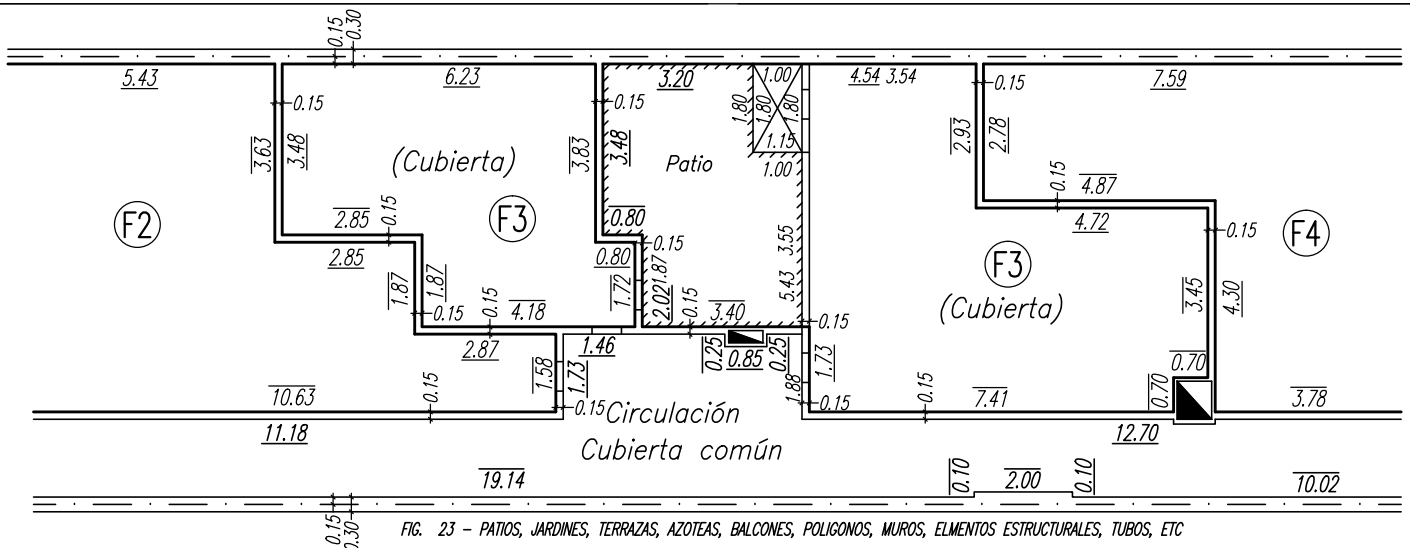 0.15 0.30
5.43 6.23 3.20 1.00 4.54 3.54 7.59
0.15 0.15 0.15
1.80 1.80 1.80
3.63 3.48 3.83 3.48 1.15 2.93 2.78
(Cubierta) Patio 1.00
0.15 4.87
F2 2.85 0.15 F3 0.80 4.72 F4
2.85 0.80 0.15 3.55 0.15
F3
1.87 1.87 1.72 2.02 1.87 5.43 (Cubierta) 3.45 4.30
0.15 0.15 4.18 0.15 3.40 0.15
2.87 1.46 0.25 0.85 0.25 1.73
1.58 1.73 0.70 0.70
10.63 0.15 0.15 1.88 0.15 0.15 7.41 3.78
Circulación
11.18 12.70
Cubierta común
19.14 0.10 2.00 0.10 10.02
0.15 0.30
FIG. 23 - PATIOS, JARDINES, TERRAZAS, AZOTEAS, BALCONES, POLIGONOS, MUROS, ELMENTOS ESTRUCTURALES, TUBOS, ETC